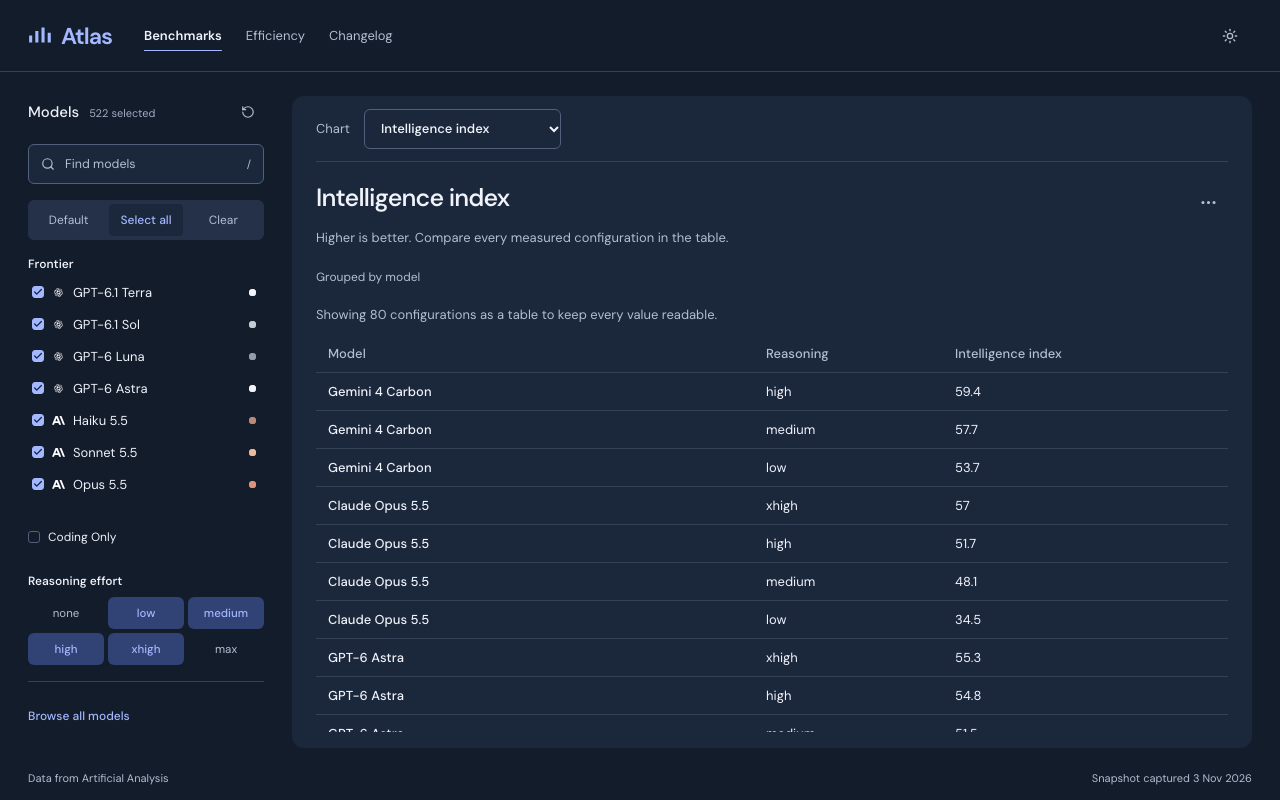 Atlas
Benchmarks
Efficiency
Changelog
Models 522 selected
Find models /
Default Select all Clear
Frontier
GPT-6.1 Terra
GPT-6.1 Sol
GPT-6 Luna
GPT-6 Astra
Haiku 5.5
Sonnet 5.5
Opus 5.5
Coding Only
Reasoning effort
none low medium
high xhigh max
Browse all models
Chart Intelligence index
Intelligence index
Higher is better. Compare every measured configuration in the table.
Grouped by model
Showing 80 configurations as a table to keep every value readable.
Model Reasoning Intelligence index
Gemini 4 Carbon high 59.4
Gemini 4 Carbon medium 57.7
Gemini 4 Carbon low 53.7
Claude Opus 5.5 xhigh 57
Claude Opus 5.5 high 51.7
Claude Opus 5.5 medium 48.1
Claude Opus 5.5 low 34.5
GPT-6 Astra xhigh 55.3
GPT-6 Astra high 54.8
GPT-6 Astra medium
Data from Artificial Analysis
Snapshot captured 3 Nov 2026